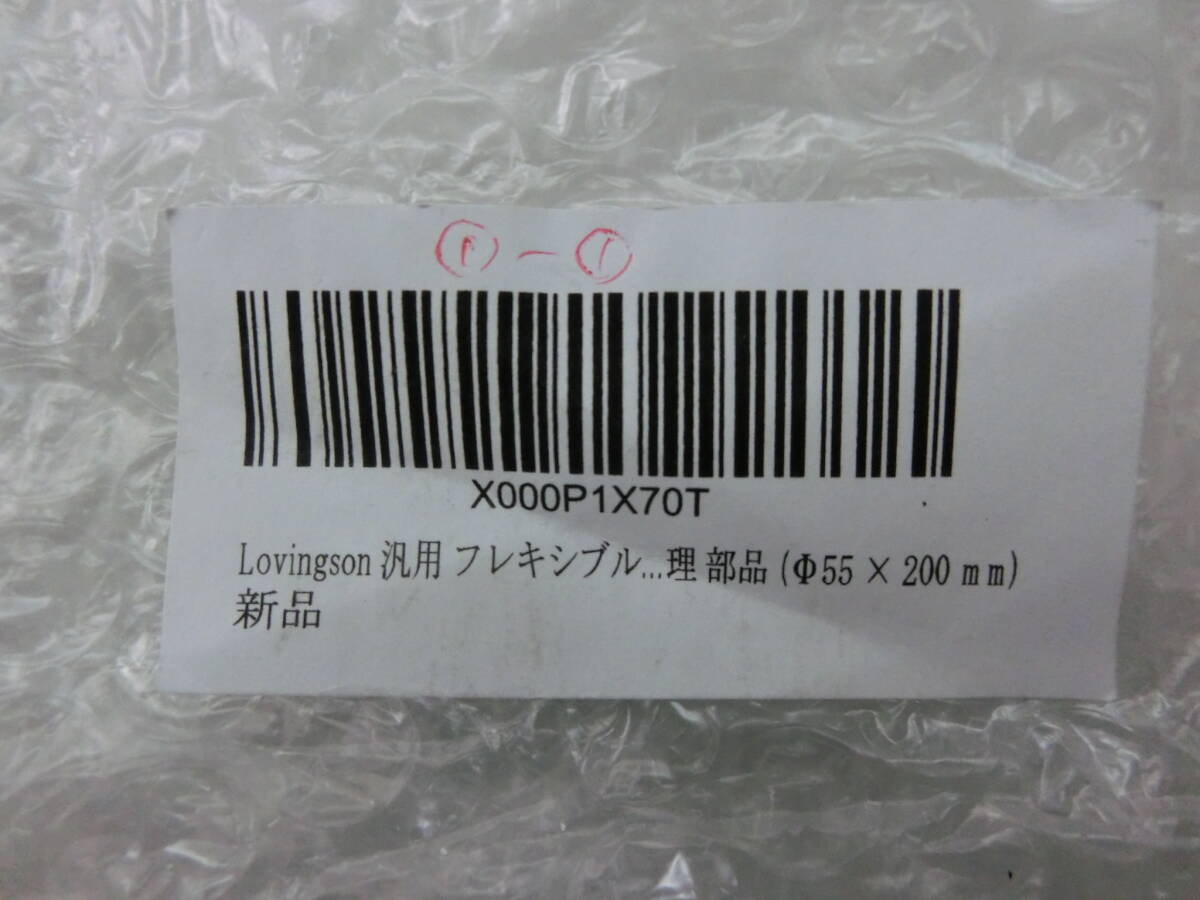 ①-①
X000P1X70T
Lovingson 汎用 フレキシブル...理 部品 (Φ55 × 200 mm)
新品